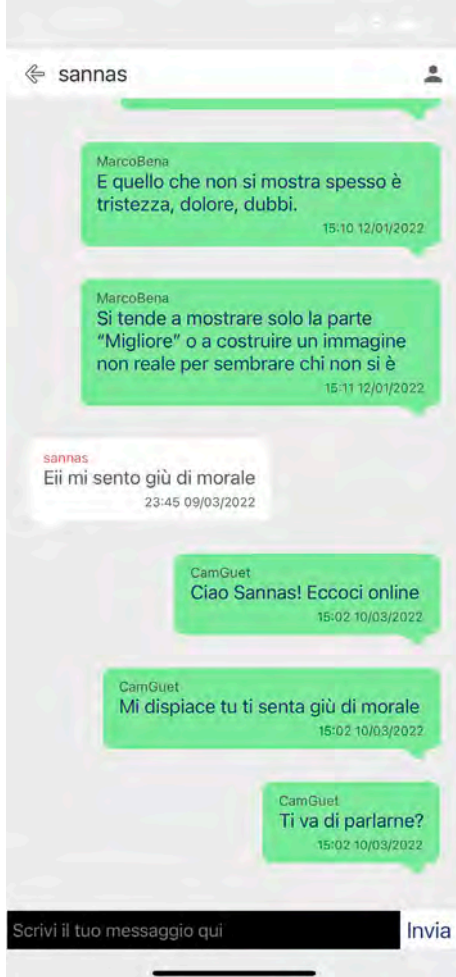 sannas
MarcoBena
E quello che non si mostra spesso è
tristezza, dolore, dubbi.
15:10 12/01/2022
MarcoBena
Si tende a mostrare solo la parte
“Migliore” o a costruire un immagine
non reale per sembrare chi non si è
15:11 12/01/2022
sannas
Eii mi sento giù di morale
23:45 09/03/2022
CamGuet
Ciao Sannas! Eccoci online
15:02 10/03/2022
CamGuet
Mi dispiace tu ti senta giù di morale
15:02 10/03/2022
CamGuet
Ti va di parlarne?
15:02 10/03/2022
Scrivi il tuo messaggio qui
Invia